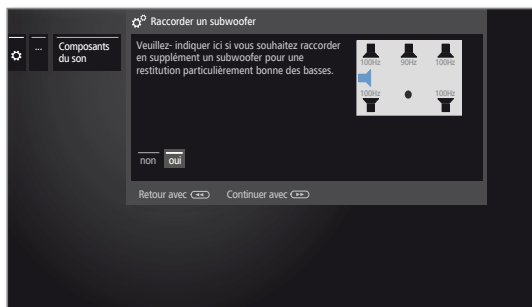 Raccorder un subwoofer
...
Composants
du son
Veuillez- indiquer ici si vous souhaitez raccorder
en supplément un subwoofer pour une
restitution particulièrement bonne des basses.
100Hz 90Hz 100Hz
100Hz 100Hz
non oui
Retour avec Continuer avec